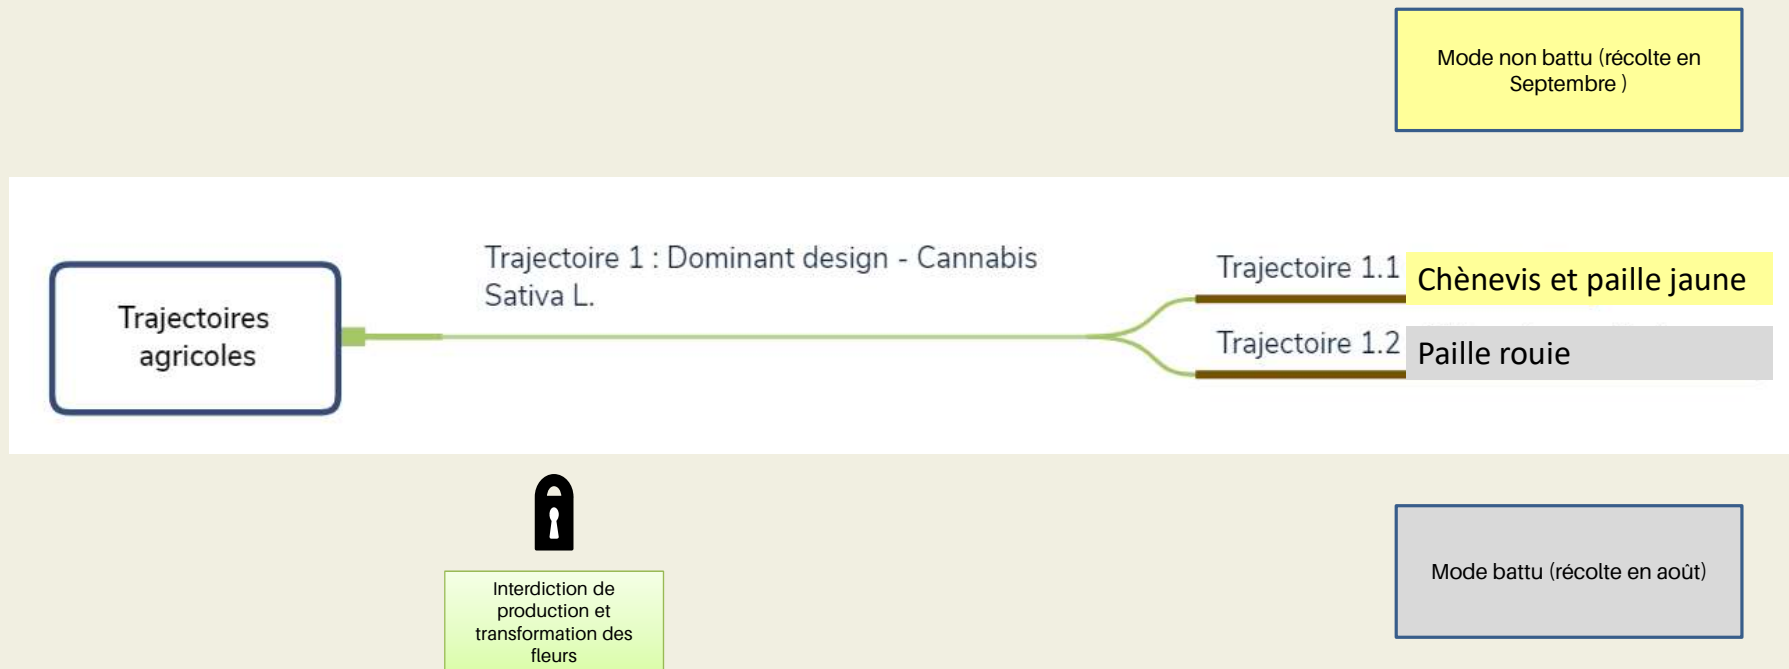 Mode non battu (récolte en
Septembre )
Trajectoire 1 : Dominant design - Cannabis
Sativa L.
Trajectoires
agricoles
Trajectoire 1.1
Chènevis et paille jaune
Trajectoire 1.2
Paille rouie
Interdiction de
production et
transformation des
fleurs
Mode battu (récolte en août)